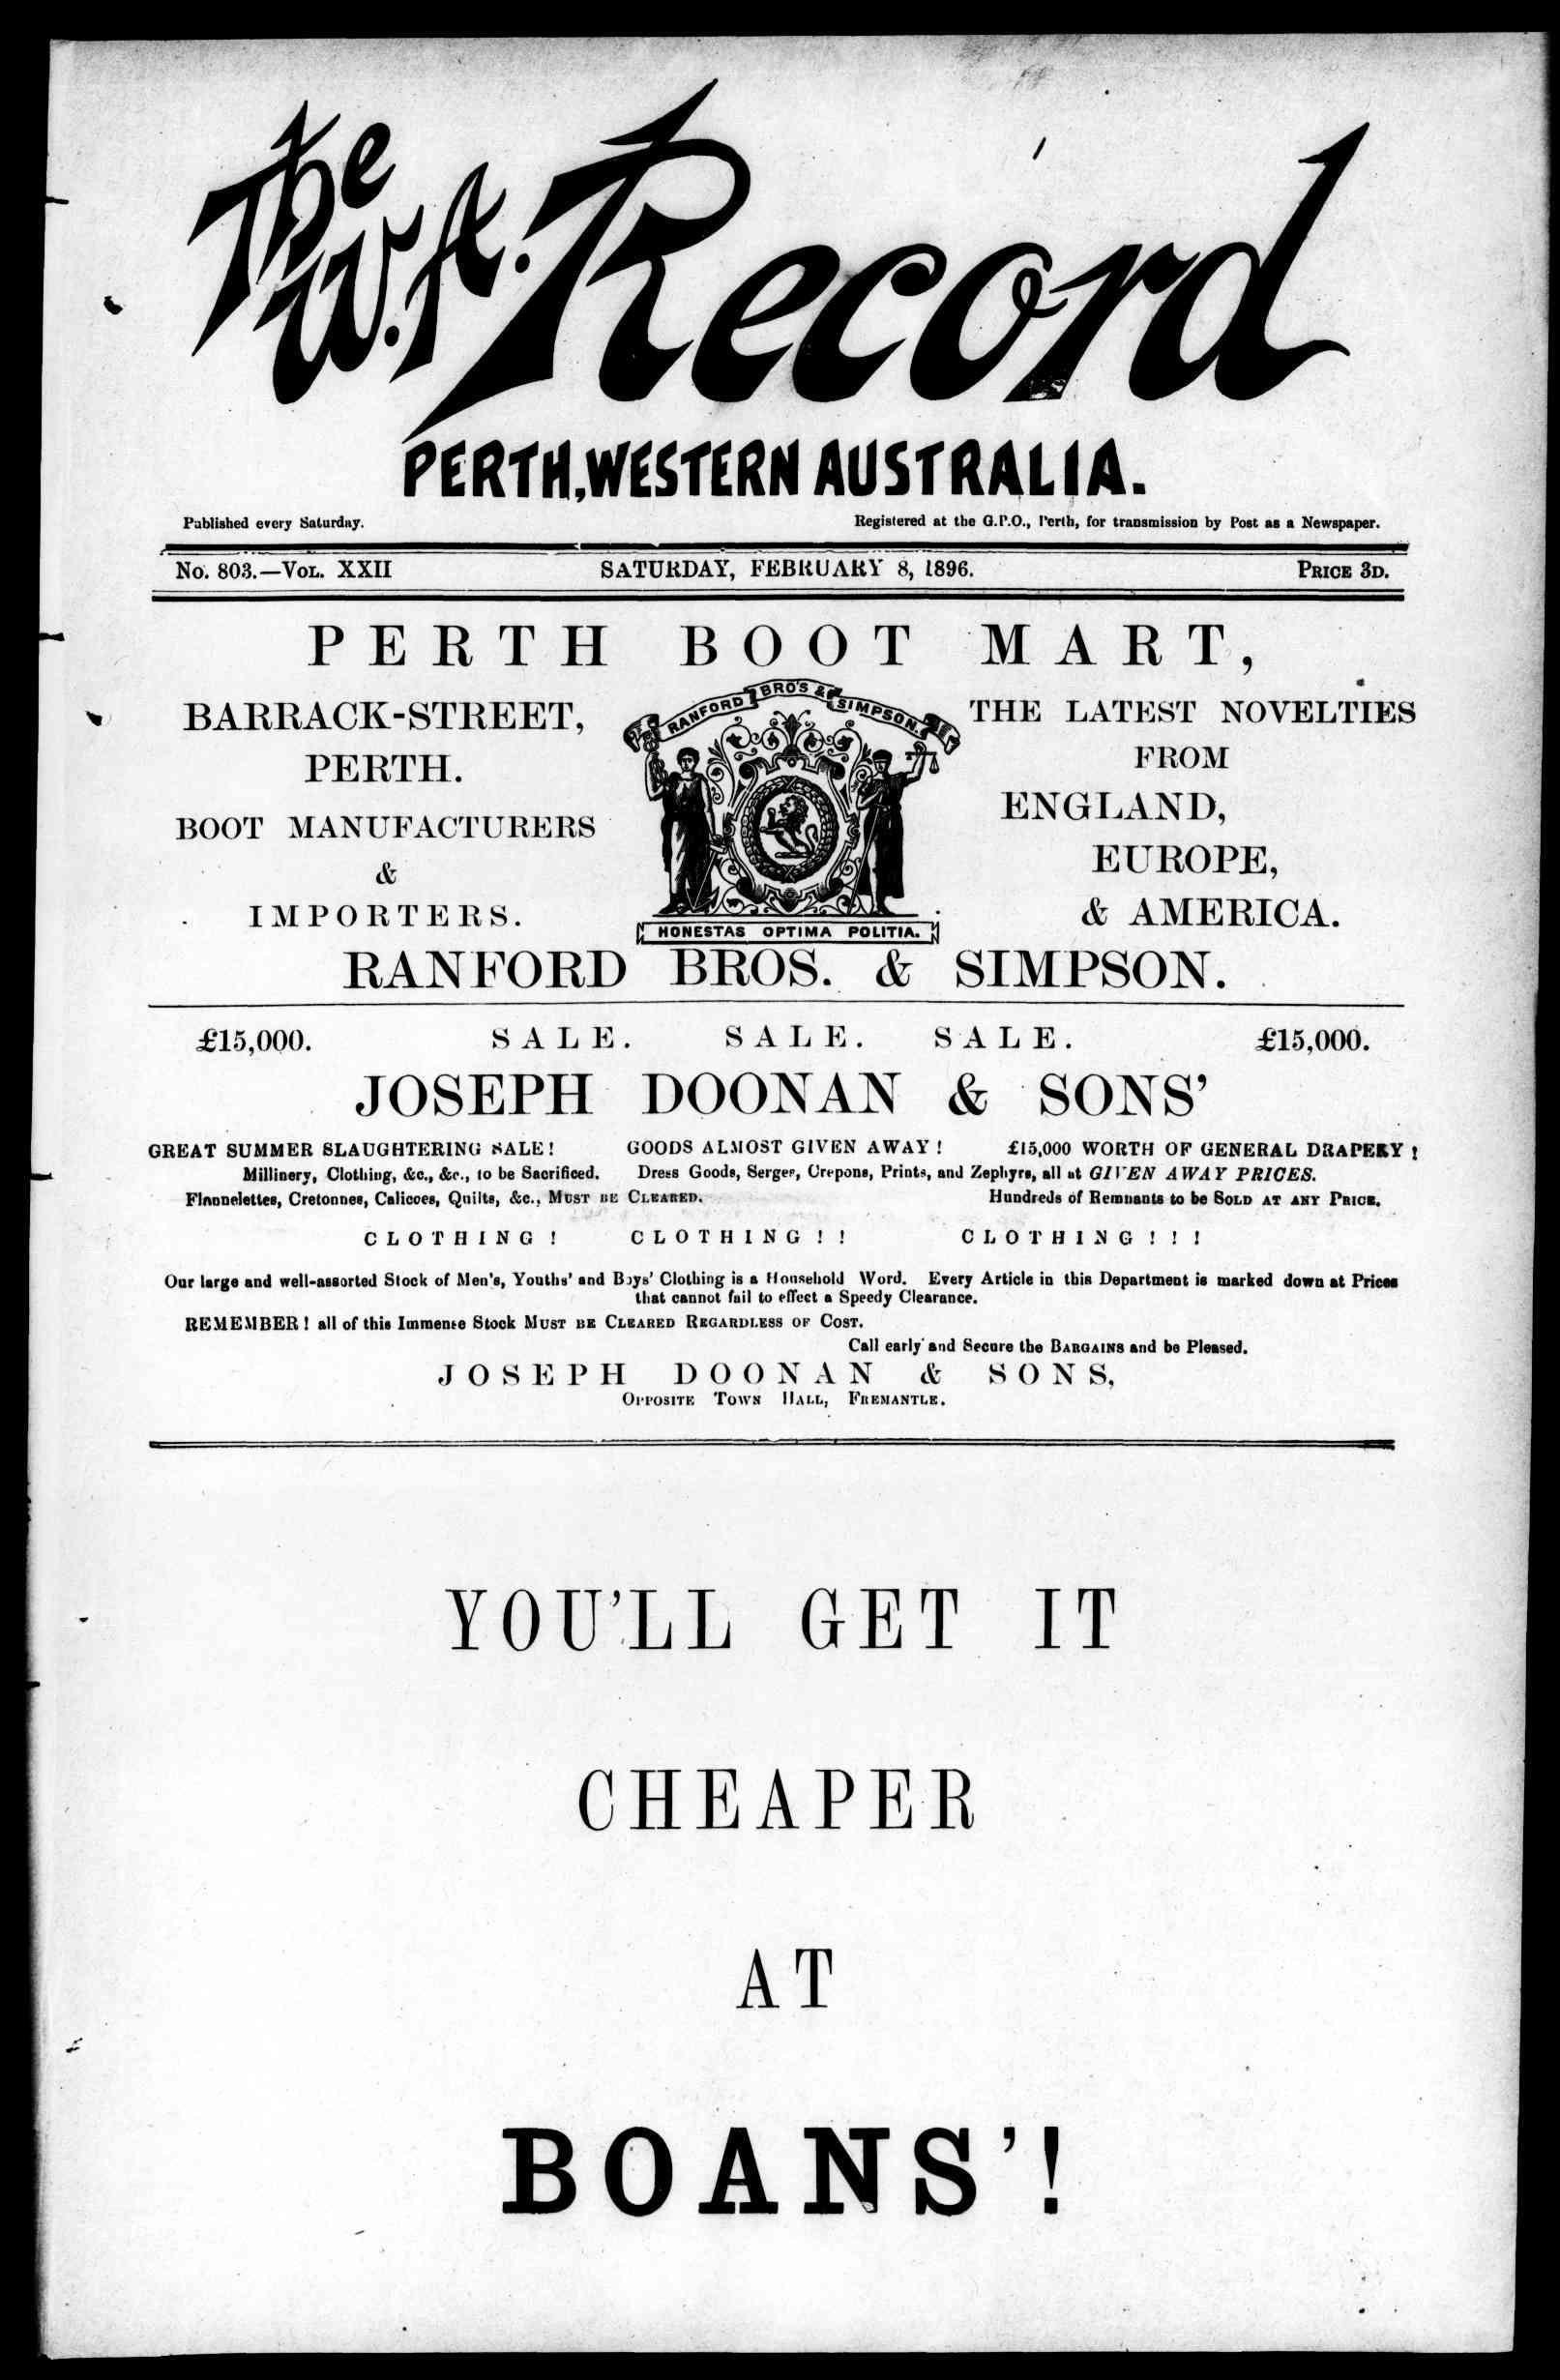 The W.A. Record
PERTH, WESTERN AUSTRALIA.
Published every Saturday. Registered at the G.P.O., Perth, for transmission by Post as a Newspaper.
No. 803.—Vol. XXII SATURDAY, FEBRUARY 8, 1896. Price 3d.
PERTH BOOT MART,
BARRACK-STREET,
PERTH.
BOOT MANUFACTURERS
&
IMPORTERS.
RANFORD BRO'S & SIMPSON.
HONESTAS OPTIMA POLITIA.
THE LATEST NOVELTIES
FROM
ENGLAND,
EUROPE,
& AMERICA.
RANFORD BROS. & SIMPSON.
£15,000. SALE. SALE. SALE. £15,000.
JOSEPH DOONAN & SONS'
GREAT SUMMER SLAUGHTERING SALE! GOODS ALMOST GIVEN AWAY! £15,000 WORTH OF GENERAL DRAPERY!
Millinery, Clothing, &c., &c., to be Sacrificed. Dress Goods, Serges, Crepons, Prints, and Zephyrs, all at GIVEN AWAY PRICES.
Flannelettes, Cretonnes, Calicoes, Quilts, &c., Must be Cleared. Hundreds of Remnants to be Sold at any Price.
CLOTHING! CLOTHING!! CLOTHING!!!
Our large and well-assorted Stock of Men's, Youths' and Boys' Clothing is a Household Word. Every Article in this Department is marked down at Prices
that cannot fail to effect a Speedy Clearance.
REMEMBER! all of this Immense Stock Must be Cleared Regardless of Cost.
Call early and Secure the Bargains and be Pleased.
JOSEPH DOONAN & SONS,
Opposite Town Hall, Fremantle.
YOU'LL GET IT
CHEAPER
AT
BOANS'!